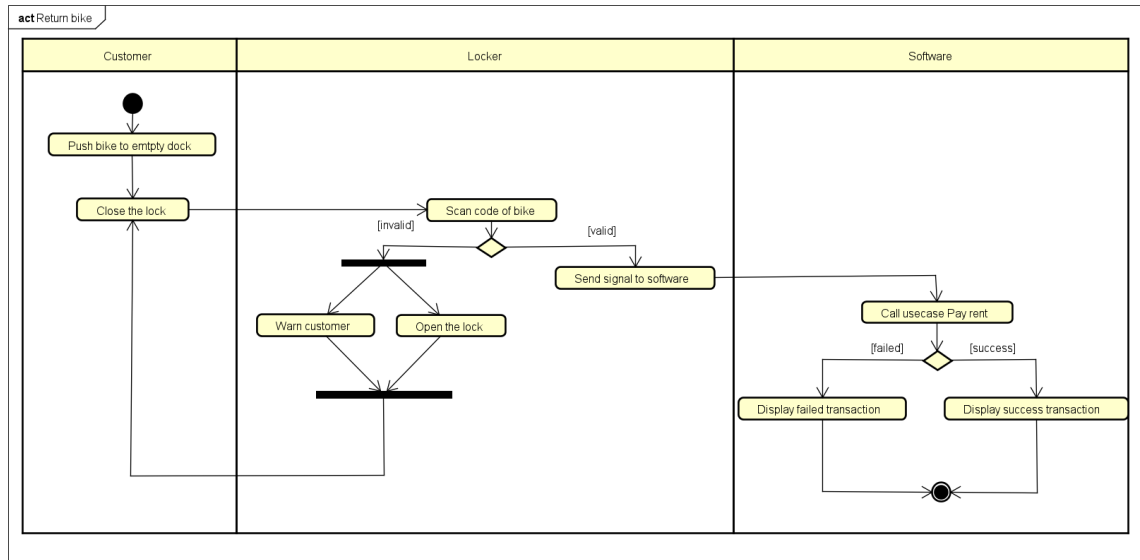 act Return bike
Customer
Locker
Software
Push bike to emtpty dock
Close the lock
Scan code of bike
[invalid]
[valid]
Send signal to software
Call usecase Pay rent
Warn customer
Open the lock
[failed]
[success]
Display failed transaction
Display success transaction